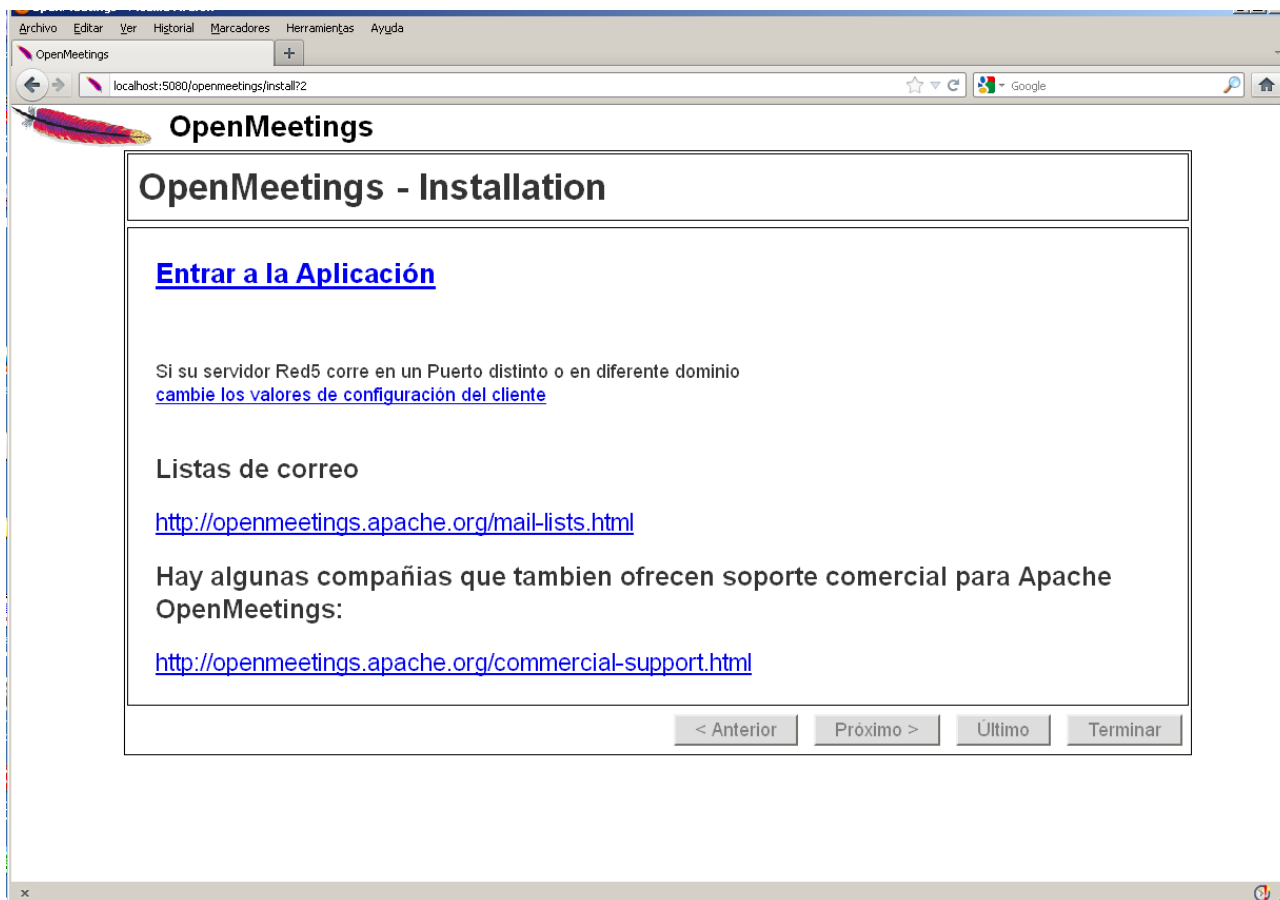 Archivo Editar Ver Historial Marcadores Herramientas Ayuda
OpenMeetings
localhost:5080/openmeetings/install?2
Google
OpenMeetings
OpenMeetings - Installation
Entrar a la Aplicación
Si su servidor Red5 corre en un Puerto distinto o en diferente dominio
cambie los valores de configuración del cliente
Listas de correo
http://openmeetings.apache.org/mail-lists.html
Hay algunas compañias que tambien ofrecen soporte comercial para Apache
OpenMeetings:
http://openmeetings.apache.org/commercial-support.html
< Anterior Próximo > Último Terminar